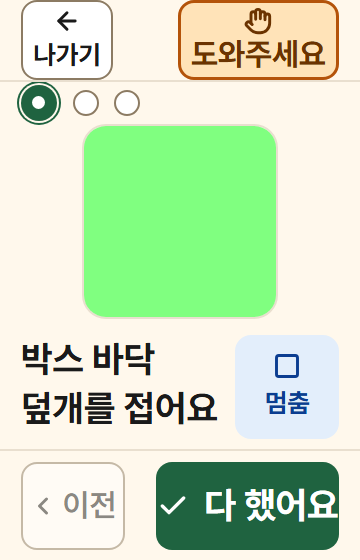 나가기
도와주세요
박스 바닥
덮개를 접어요
멈춤
이전
다 했어요